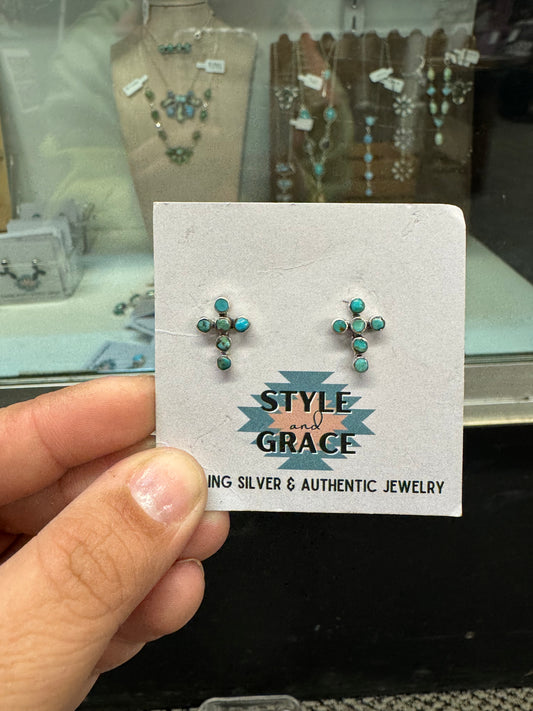 STYLE
and
GRACE
ING SILVER & AUTHENTIC JEWELRY